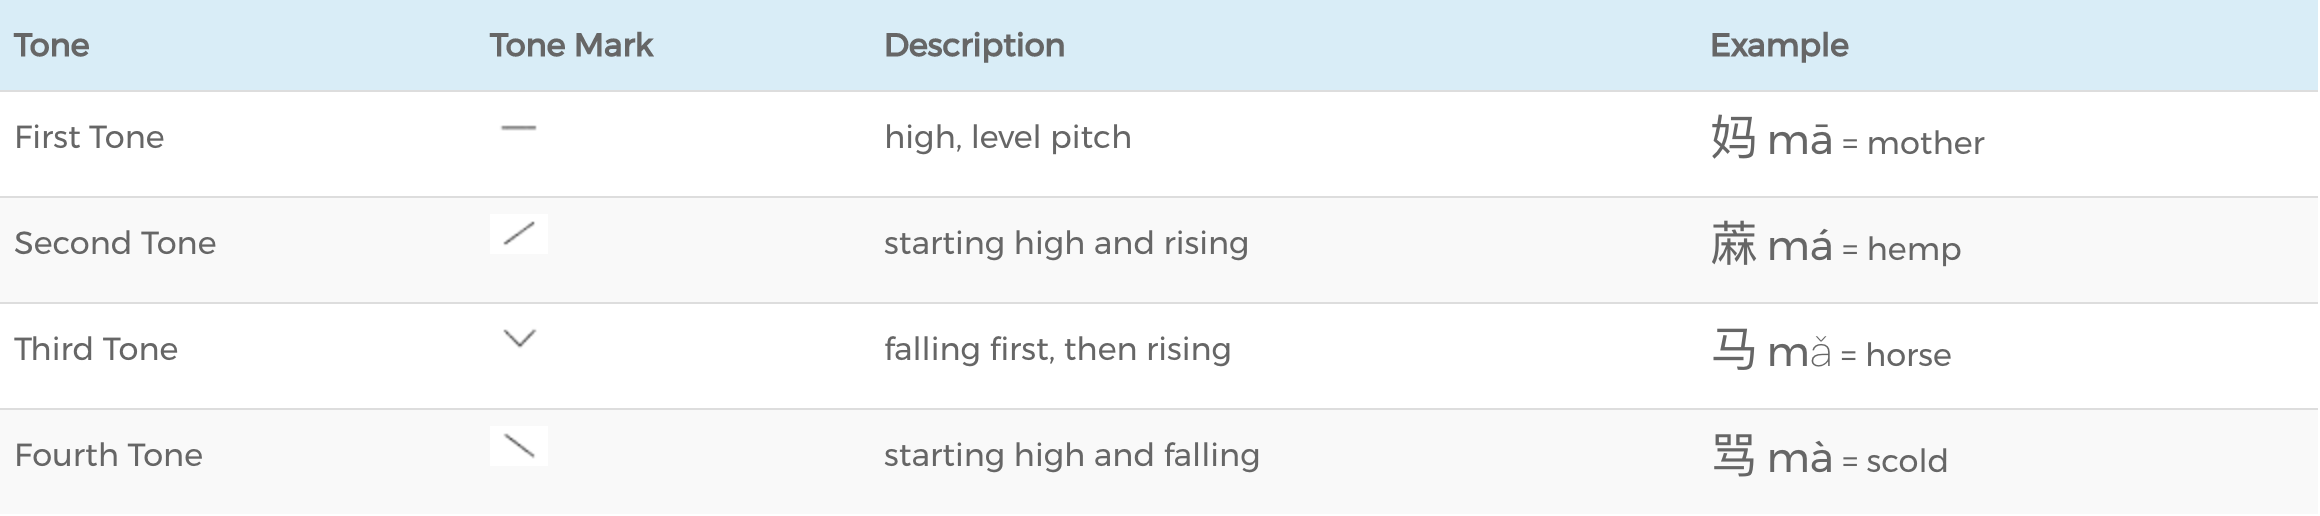 Tone Tone Mark Description Example
First Tone — high, level pitch 妈 mā = mother
Second Tone ⟋ starting high and rising 蔴 má = hemp
Third Tone ﹀ falling first, then rising 马 mǎ = horse
Fourth Tone ⟍ starting high and falling 骂 mà = scold